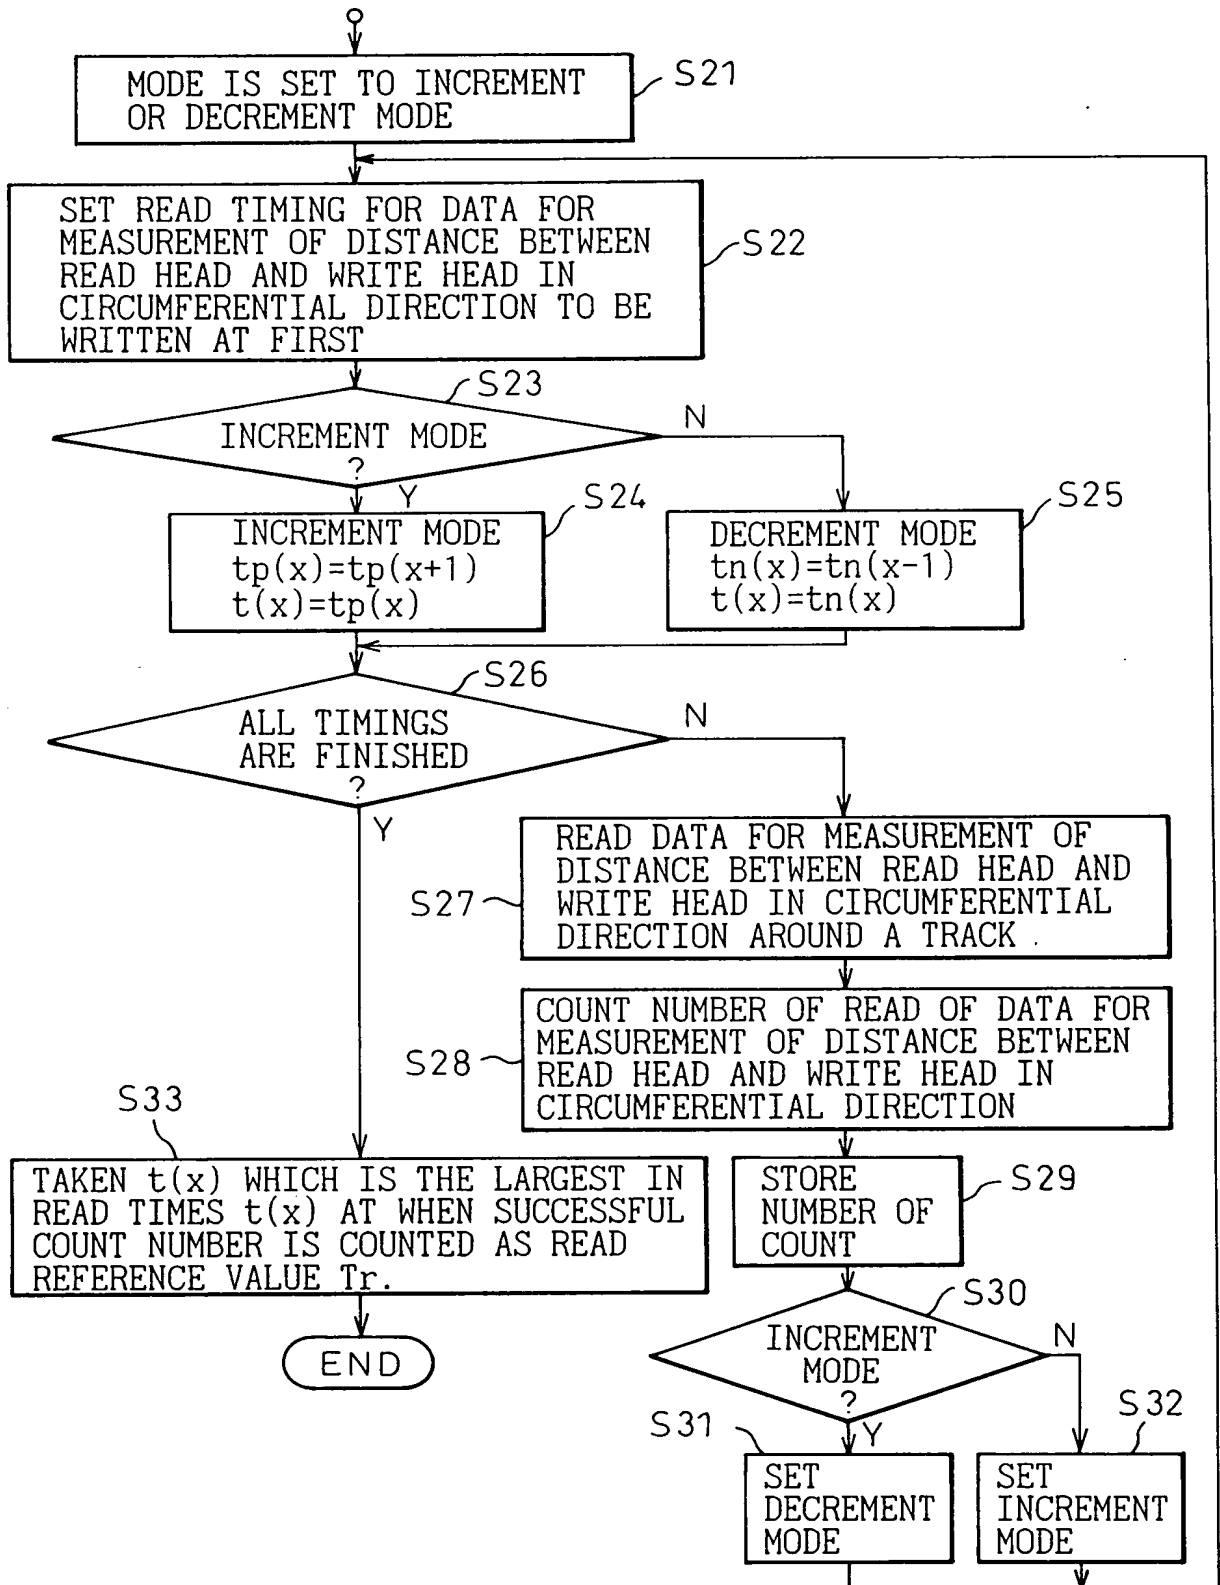 MODE IS SET TO INCREMENT
OR DECREMENT MODE
S21
SET READ TIMING FOR DATA FOR
MEASUREMENT OF DISTANCE BETWEEN
READ HEAD AND WRITE HEAD IN
CIRCUMFERENTIAL DIRECTION TO BE
WRITTEN AT FIRST
S22
S23
INCREMENT MODE
?
N
Y
S24
INCREMENT MODE
tp(x)=tp(x+1)
t(x)=tp(x)
S25
DECREMENT MODE
tn(x)=tn(x-1)
t(x)=tn(x)
S26
ALL TIMINGS
ARE FINISHED
?
N
Y
S27
READ DATA FOR MEASUREMENT OF
DISTANCE BETWEEN READ HEAD AND
WRITE HEAD IN CIRCUMFERENTIAL
DIRECTION AROUND A TRACK
S28
COUNT NUMBER OF READ OF DATA FOR
MEASUREMENT OF DISTANCE BETWEEN
READ HEAD AND WRITE HEAD IN
CIRCUMFERENTIAL DIRECTION
S33
TAKEN t(x) WHICH IS THE LARGEST IN
READ TIMES t(x) AT WHEN SUCCESSFUL
COUNT NUMBER IS COUNTED AS READ
REFERENCE VALUE Tr.
END
S29
STORE
NUMBER OF
COUNT
S30
INCREMENT
MODE
?
N
Y
S31
SET
DECREMENT
MODE
S32
SET
INCREMENT
MODE